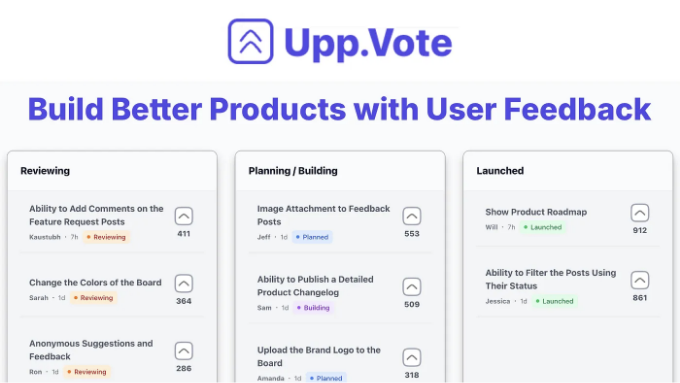 Upp.Vote
Build Better Products with User Feedback
Reviewing
Ability to Add Comments on the
Feature Request Posts
Kaustubh · 7h · Reviewing
411
Change the Colors of the Board
Sarah · 1d · Reviewing
364
Anonymous Suggestions and
Feedback
Ron · 1d · Reviewing
286
Planning / Building
Image Attachment to Feedback
Posts
Jeff · 1d · Planned
553
Ability to Publish a Detailed
Product Changelog
Sam · 1d · Building
509
Upload the Brand Logo to the
Board
Amanda · 1d · Planned
318
Launched
Show Product Roadmap
Will · 7h · Launched
912
Ability to Filter the Posts Using
Their Status
Jessica · 1d · Launched
861